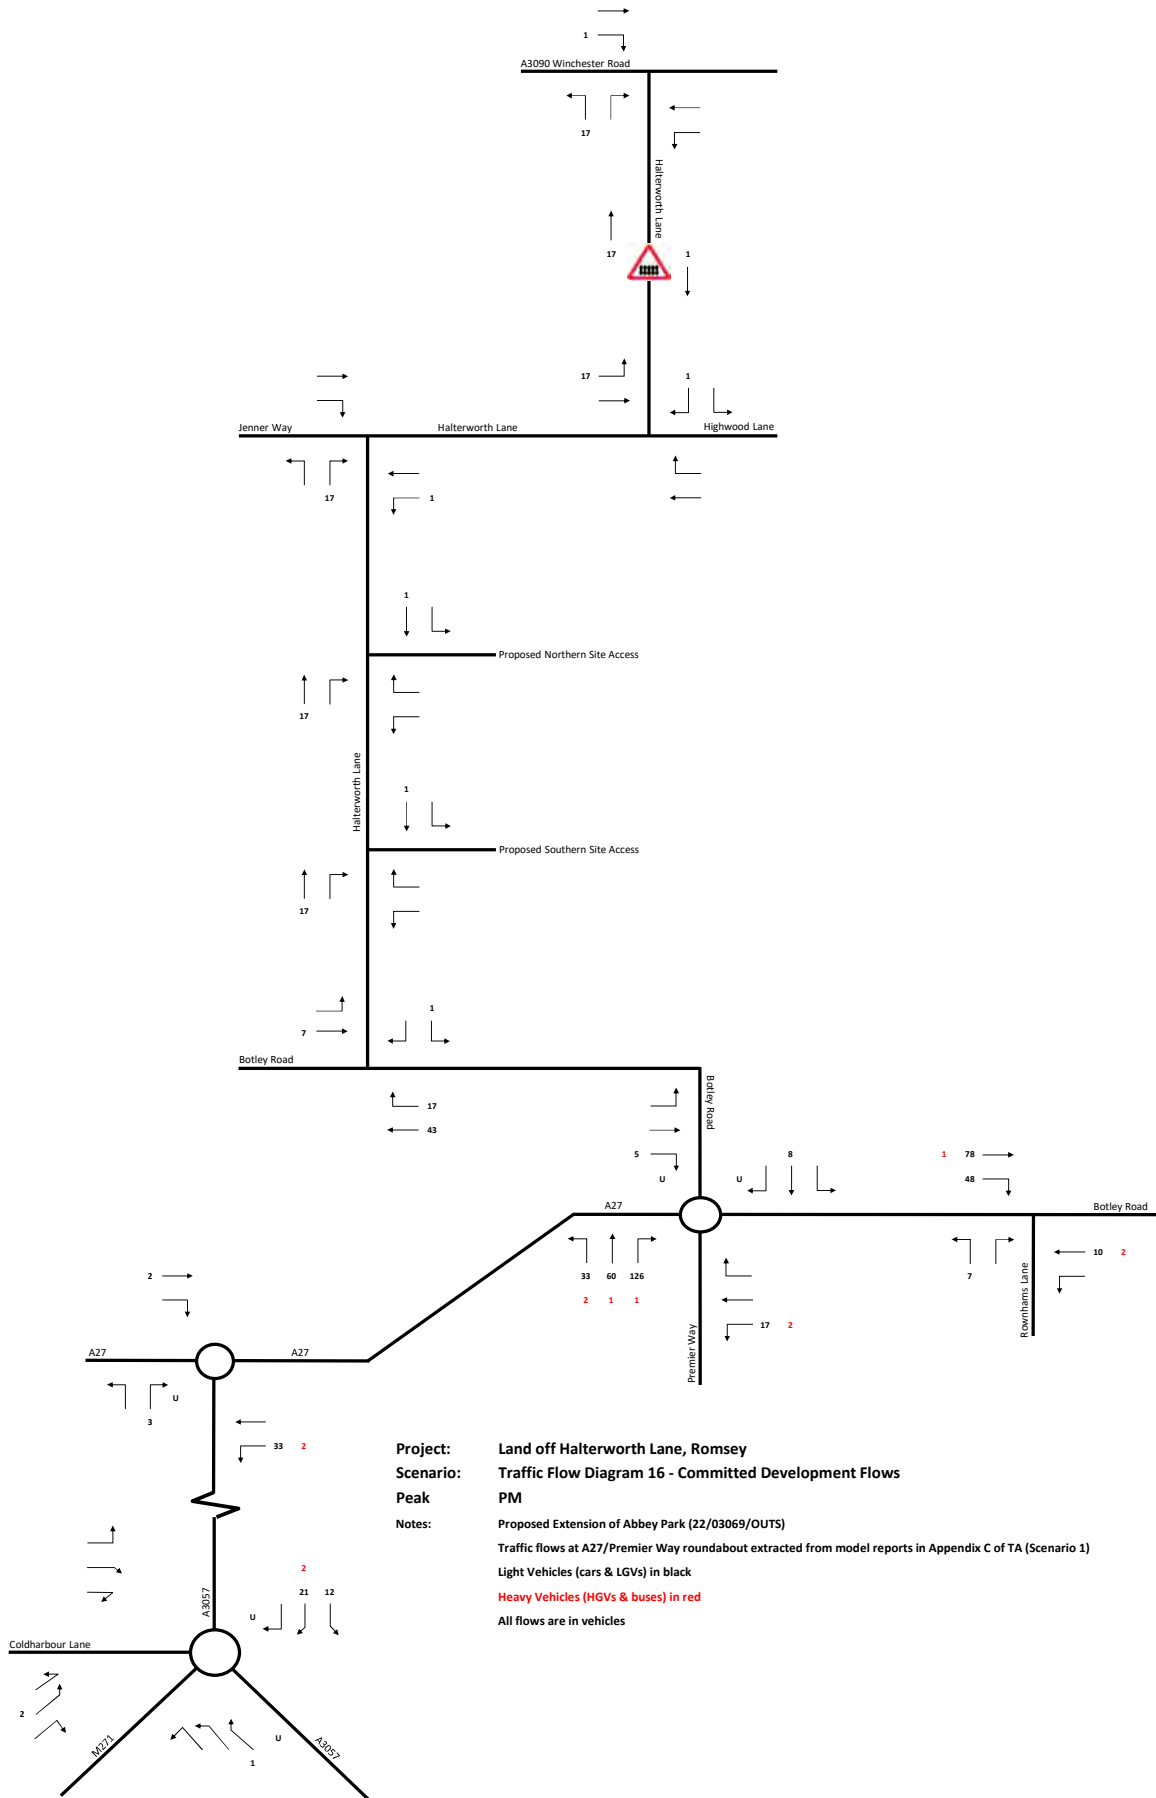 1
A3090 Winchester Road
17
Halterworth Lane
17 1
17 1
Jenner Way Halterworth Lane Highwood Lane
17 1
1
Proposed Northern Site Access
17
Halterworth Lane
1
Proposed Southern Site Access
17
1
7
Botley Road
Botley Road
17
43
5 U U 8 1 78
48
A27 Botley Road
33 60 126 7 10 2
2 1 1
Rownhams Lane
2
17 2
Premier Way
A27 A27
U
3
33 2
Project: Land off Halterworth Lane, Romsey
Scenario: Traffic Flow Diagram 16 - Committed Development Flows
Peak PM
Notes: Proposed Extension of Abbey Park (22/03069/OUTS)
Traffic flows at A27/Premier Way roundabout extracted from model reports in Appendix C of TA (Scenario 1)
Light Vehicles (cars & LGVs) in black
Heavy Vehicles (HGVs & buses) in red
All flows are in vehicles
2
21 12
A3057
U
Coldharbour Lane
2
M271
U
A3057
1